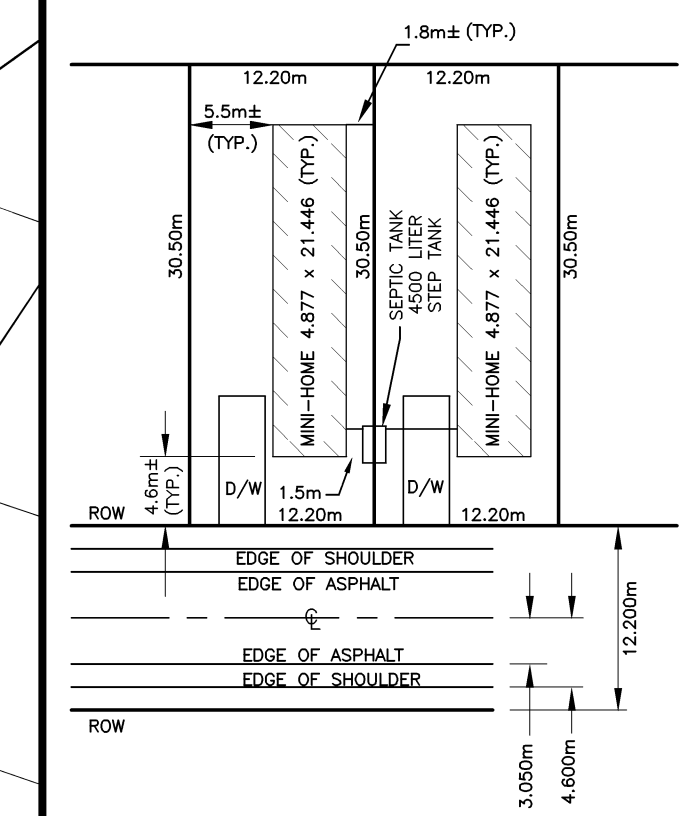 1.8m± (TYP.)
12.20m
12.20m
5.5m±
(TYP.)
30.50m
MINI-HOME 4.877 x 21.446 (TYP.)
30.50m
SEPTIC TANK
4500 LITER
STEP TANK
MINI-HOME 4.877 x 21.446 (TYP.)
30.50m
4.6m±
(TYP.)
D/W
1.5m
D/W
ROW
12.20m
12.20m
EDGE OF SHOULDER
EDGE OF ASPHALT
℄
EDGE OF ASPHALT
EDGE OF SHOULDER
12.200m
ROW
3.050m
4.600m